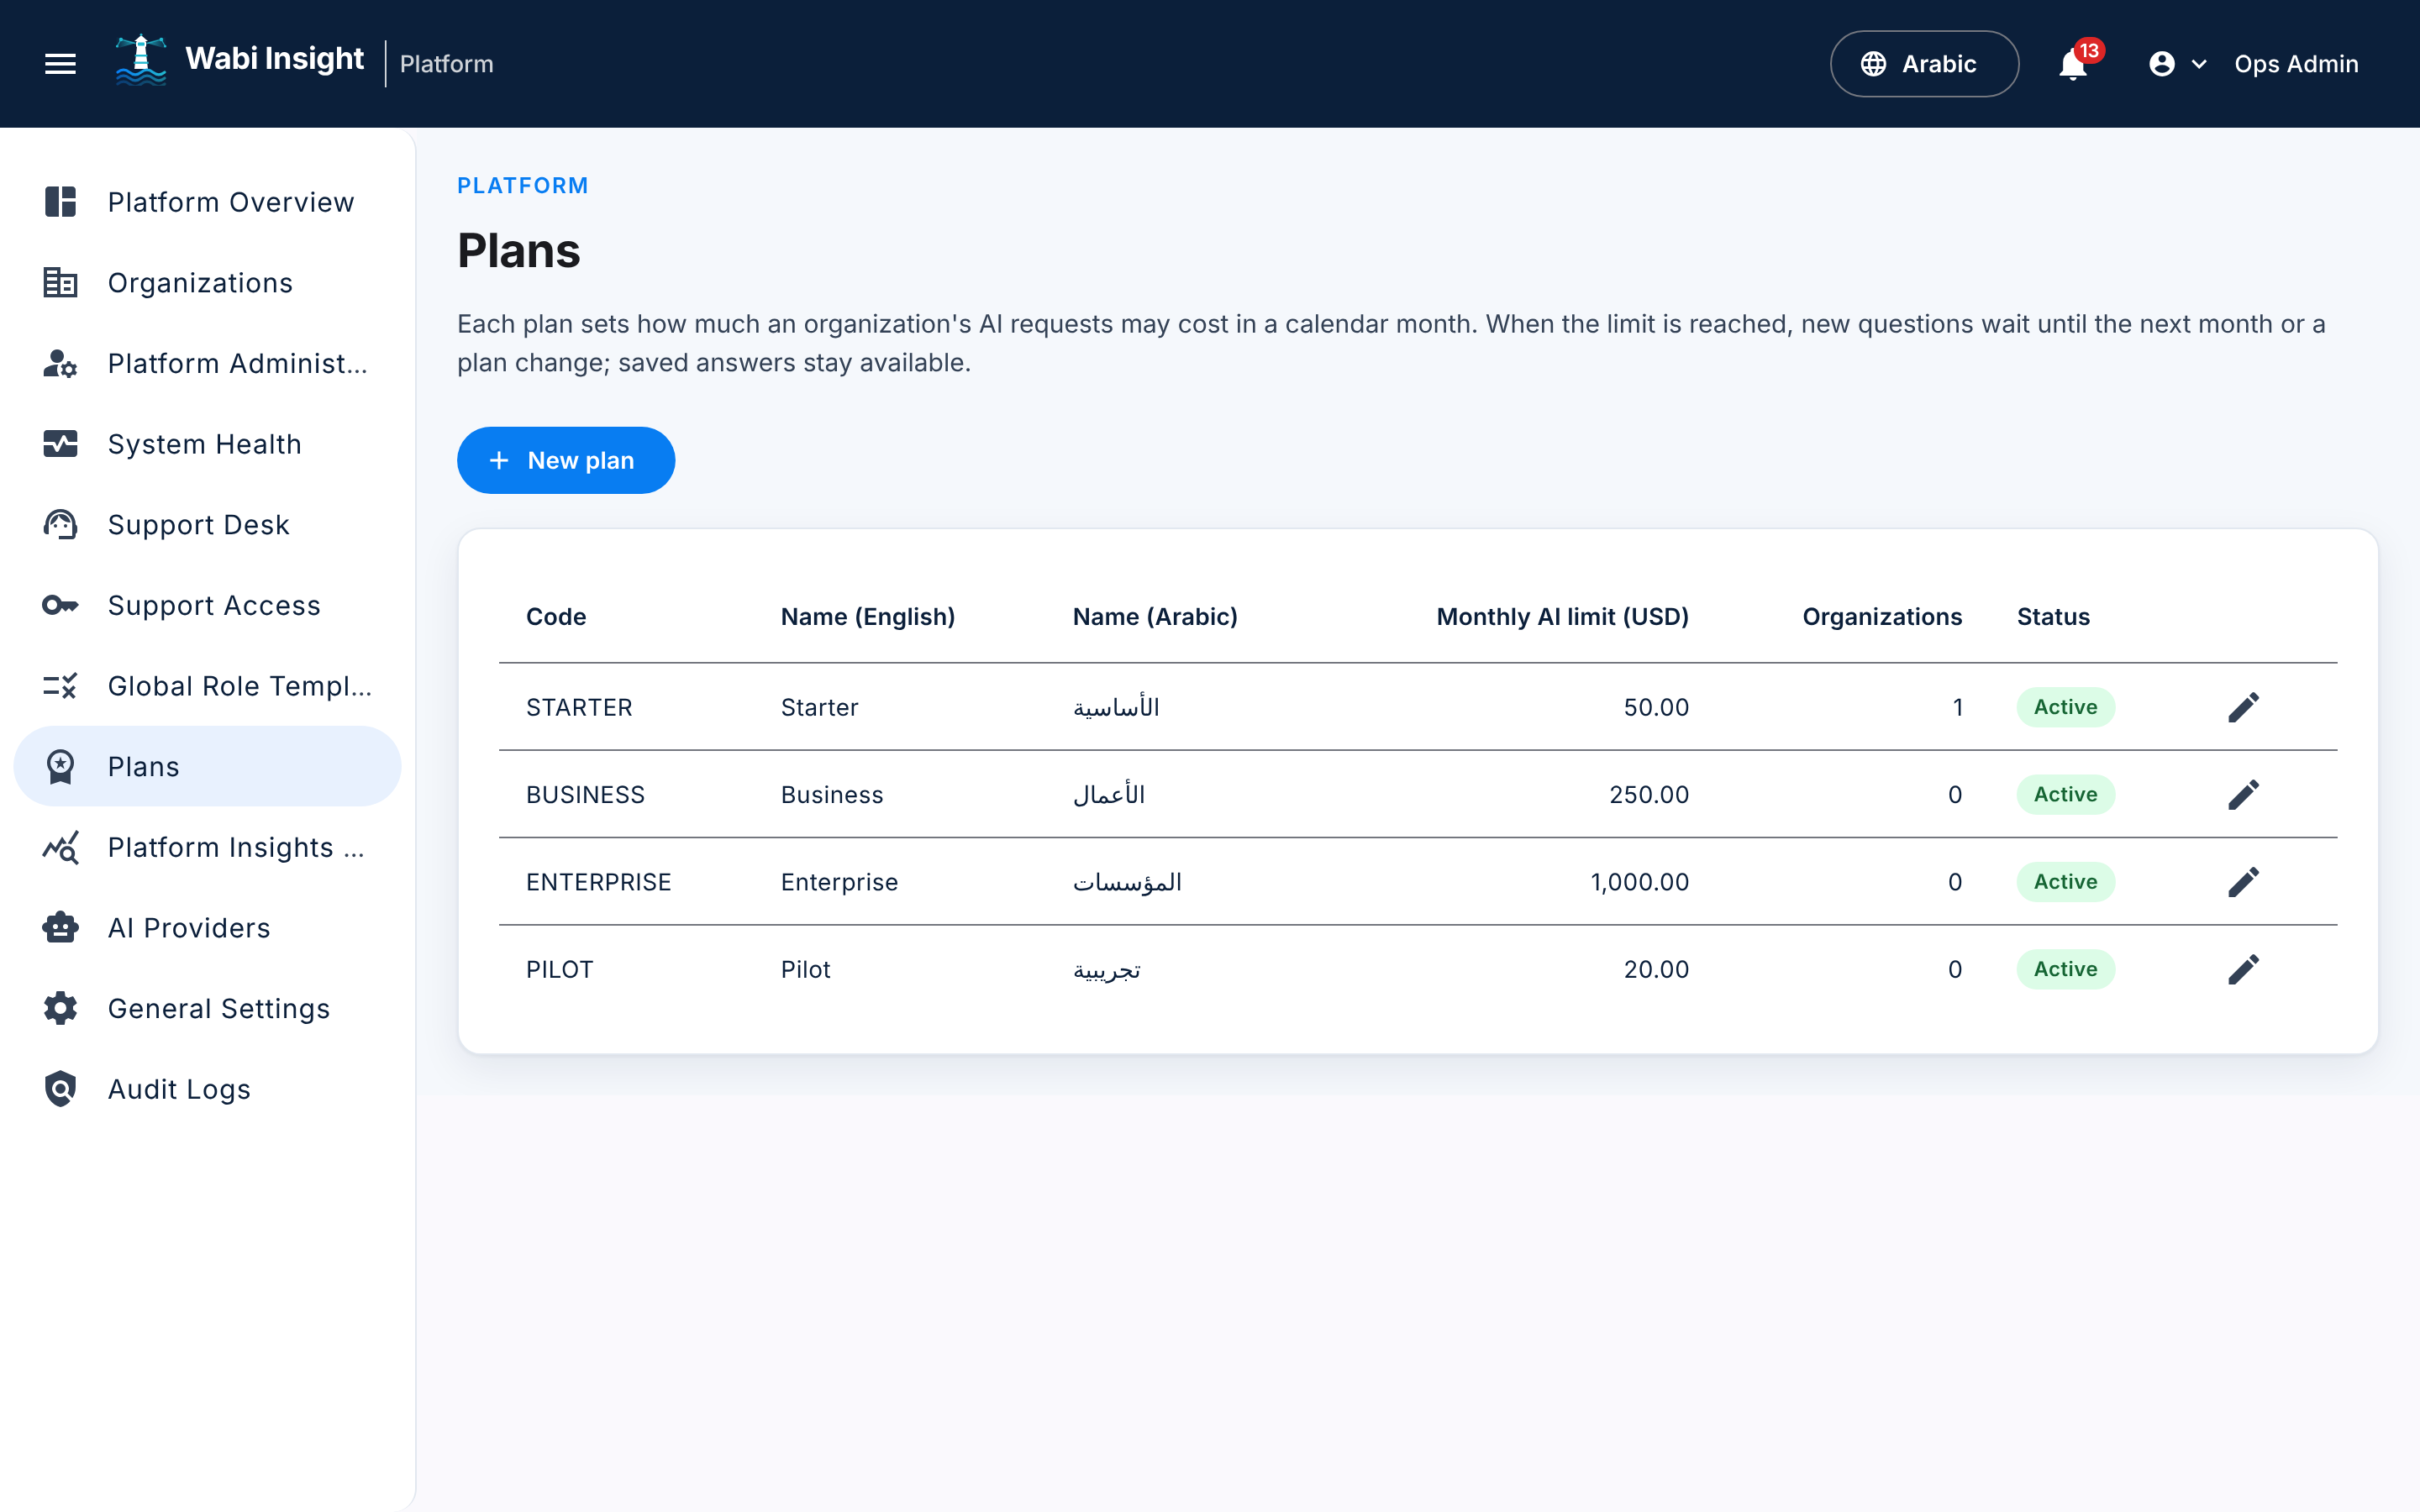 Wabi Insight
Platform
Arabic
13
Ops Admin
Platform Overview
Organizations
Platform Administ...
System Health
Support Desk
Support Access
Global Role Templ...
Plans
Platform Insights ...
AI Providers
General Settings
Audit Logs
PLATFORM
Plans
Each plan sets how much an organization's AI requests may cost in a calendar month. When the limit is reached, new questions wait until the next month or a
plan change; saved answers stay available.
New plan
Code Name (English) Name (Arabic) Monthly AI limit (USD) Organizations Status
STARTER Starter الأساسية 50.00 1 Active
BUSINESS Business الأعمال 250.00 0 Active
ENTERPRISE Enterprise المؤسسات 1,000.00 0 Active
PILOT Pilot تجريبية 20.00 0 Active